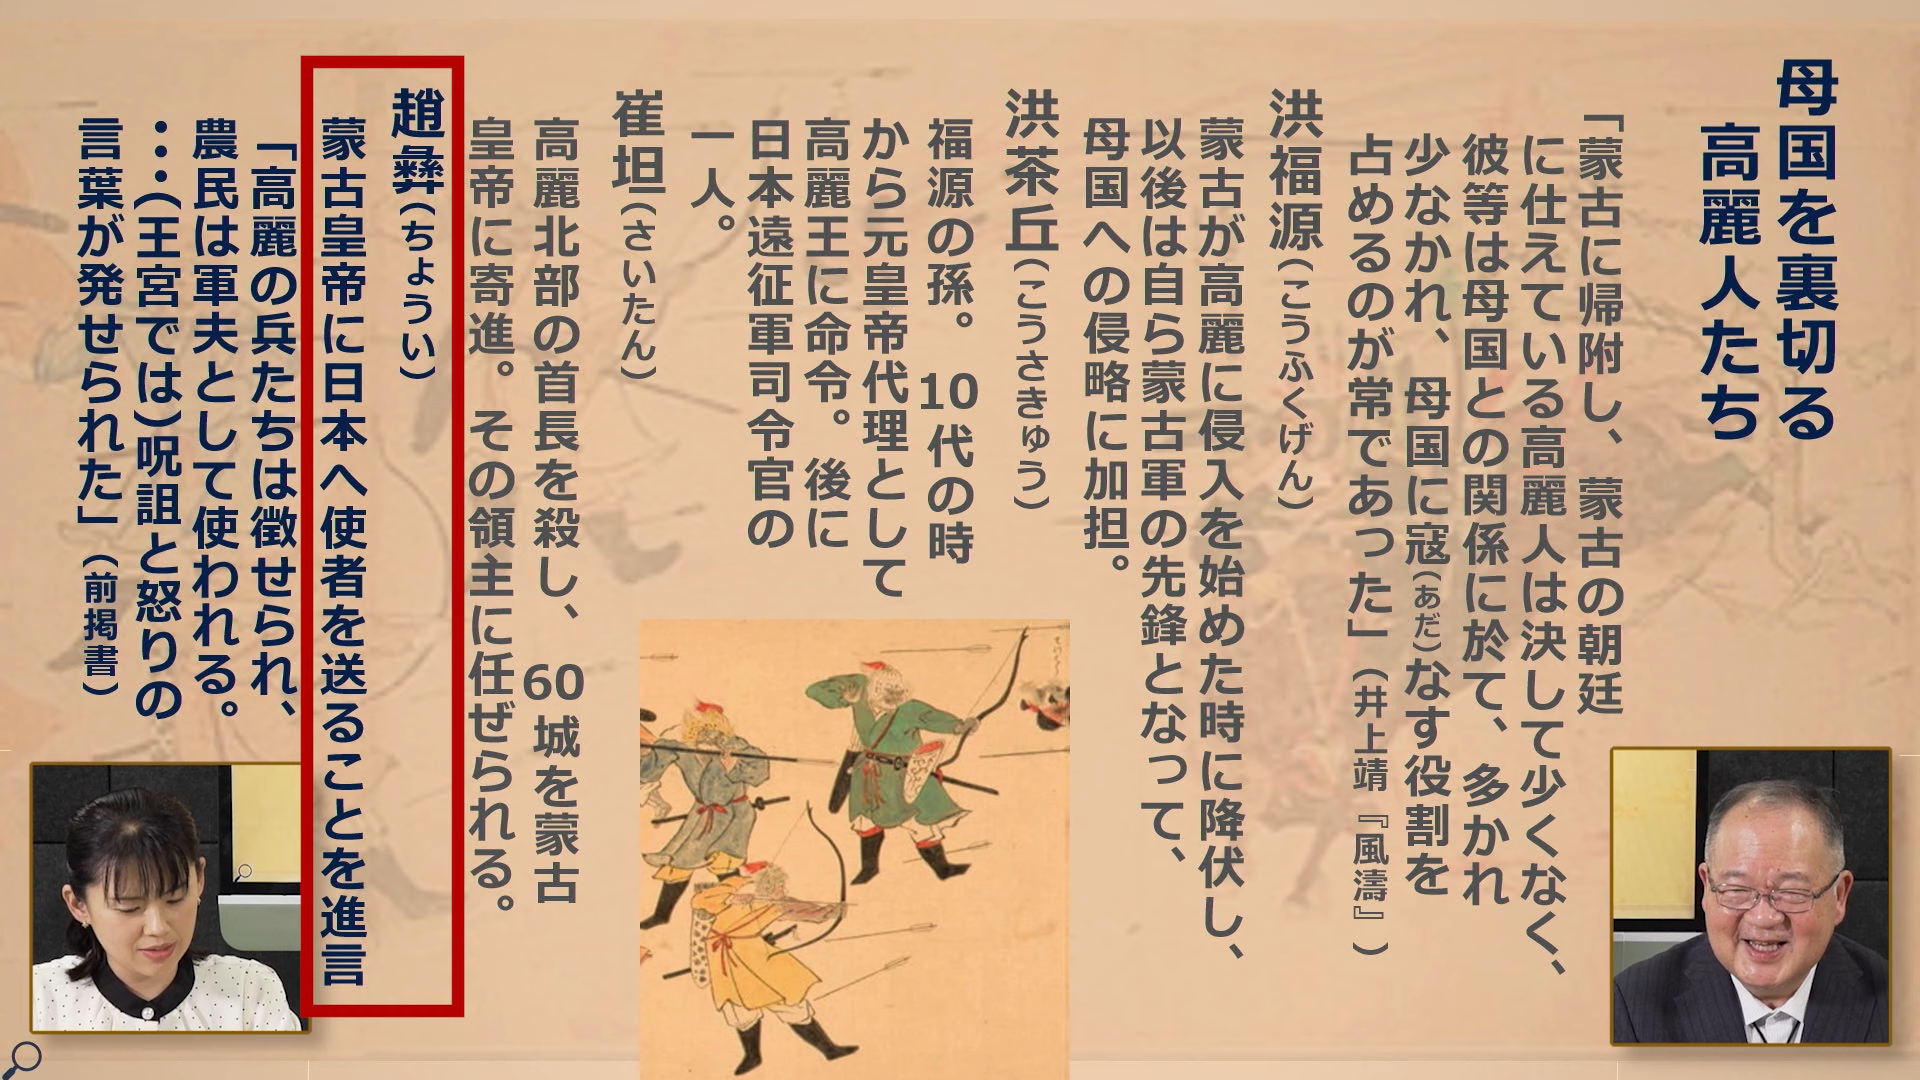 母国を裏切る
高麗人たち
「蒙古に帰附し、蒙古の朝廷
に仕えている高麗人は決して少くなく、
彼等は母国との関係に於て、多かれ
少なかれ、母国に寇(あだ)なす役割を
占めるのが常であった」(井上靖『風濤』)
洪福源(こうふくげん)
蒙古が高麗に侵入を始めた時に降伏し、
以後は自ら蒙古軍の先鋒となって、
母国への侵略に加担。
洪茶丘(こうさきゅう)
福源の孫。10代の時
から元皇帝代理として
高麗王に命令。後に
日本遠征軍司令官の
一人。
崔坦(さいたん)
高麗北部の首長を殺し、60城を蒙古
皇帝に寄進。その領主に任ぜられる。
趙彝(ちょうい)
蒙古皇帝に日本へ使者を送ることを進言
「高麗の兵たちは徴せられ、
農民は軍夫として使われる。
・・・(王宮では)呪詛と怒りの
言葉が発せられた」(前掲書)